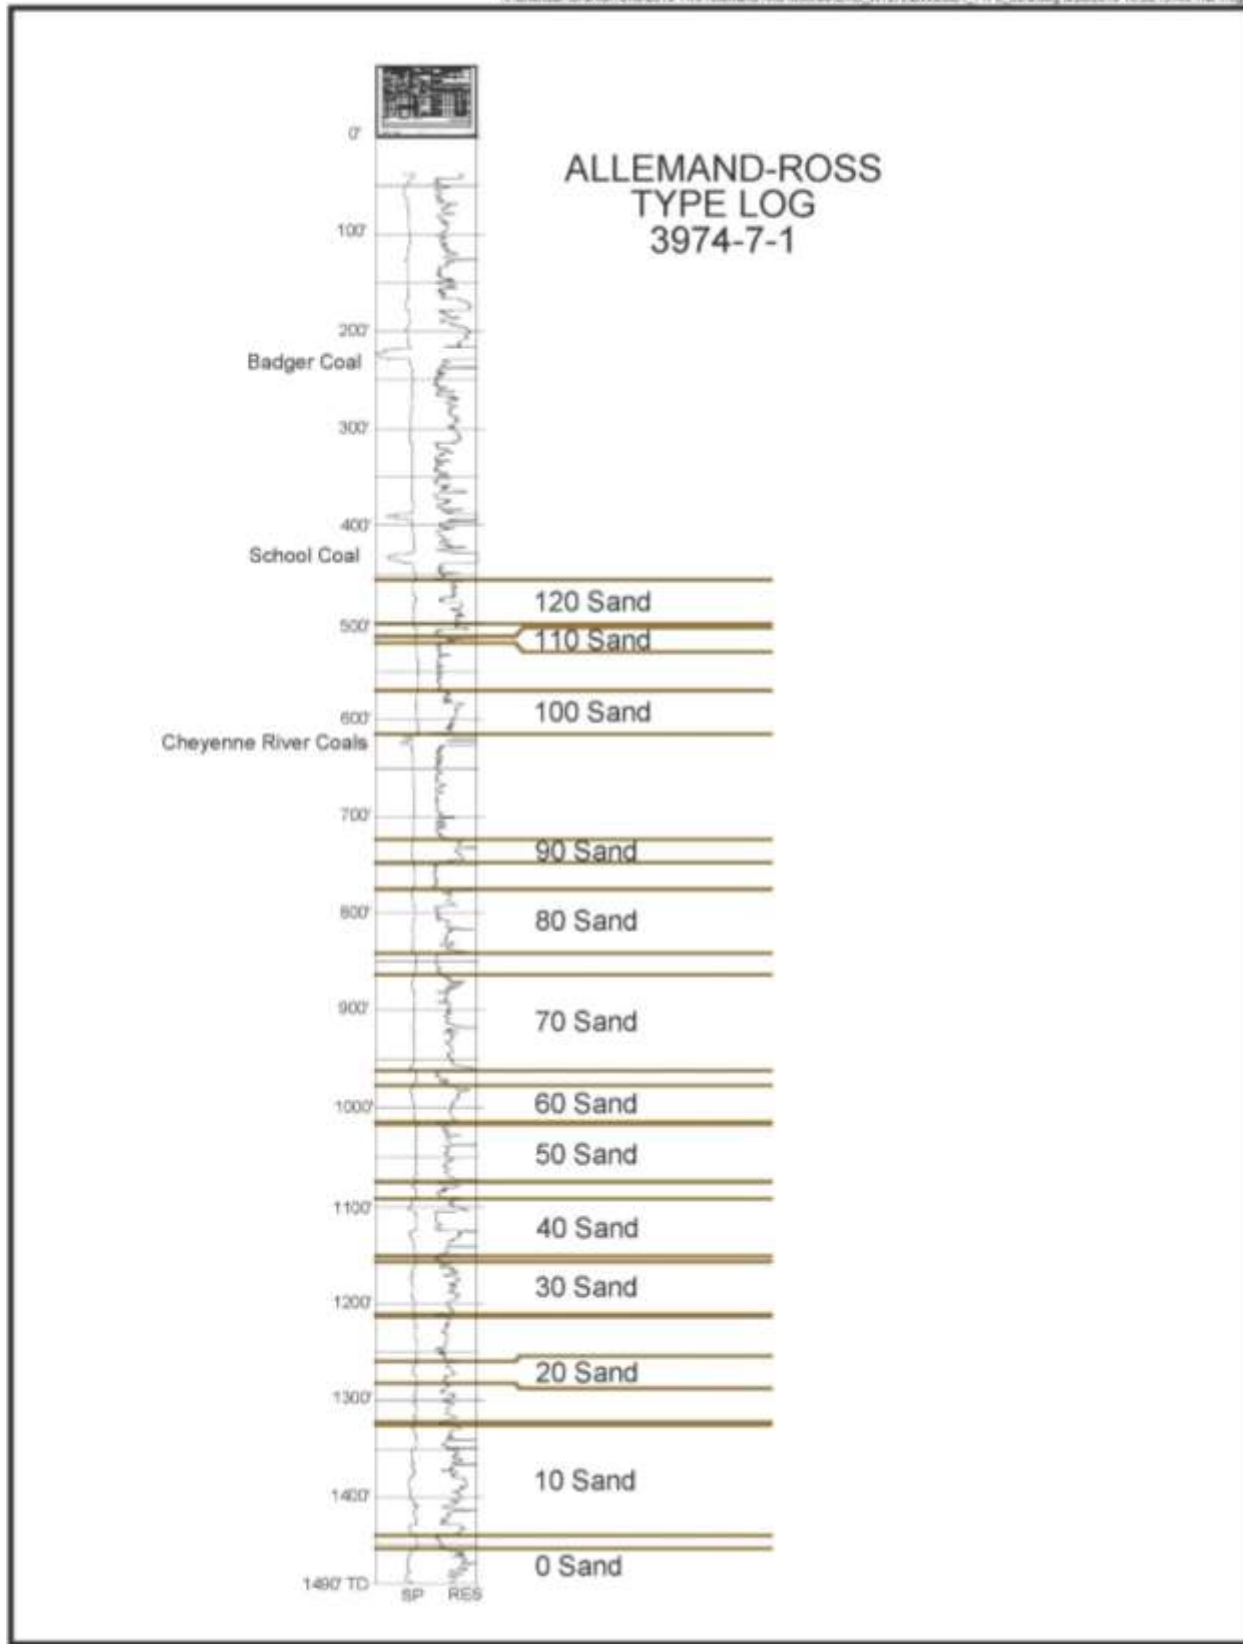 0'
ALLEMAND-ROSS
TYPE LOG
3974-7-1
100'
200'
Badger Coal
300'
400'
School Coal
120 Sand
500'
110 Sand
100 Sand
600'
Cheyenne River Coals
700'
90 Sand
800'
80 Sand
900'
70 Sand
60 Sand
1000'
50 Sand
1100'
40 Sand
30 Sand
1200'
20 Sand
1300'
10 Sand
1400'
0 Sand
1490' TD
SP RES